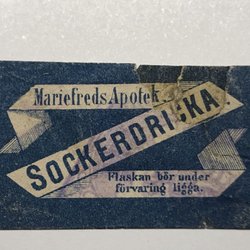 Mariefreds Apotek.
SOCKERDRICKA.
Flaskan bör under
förvaring ligga.